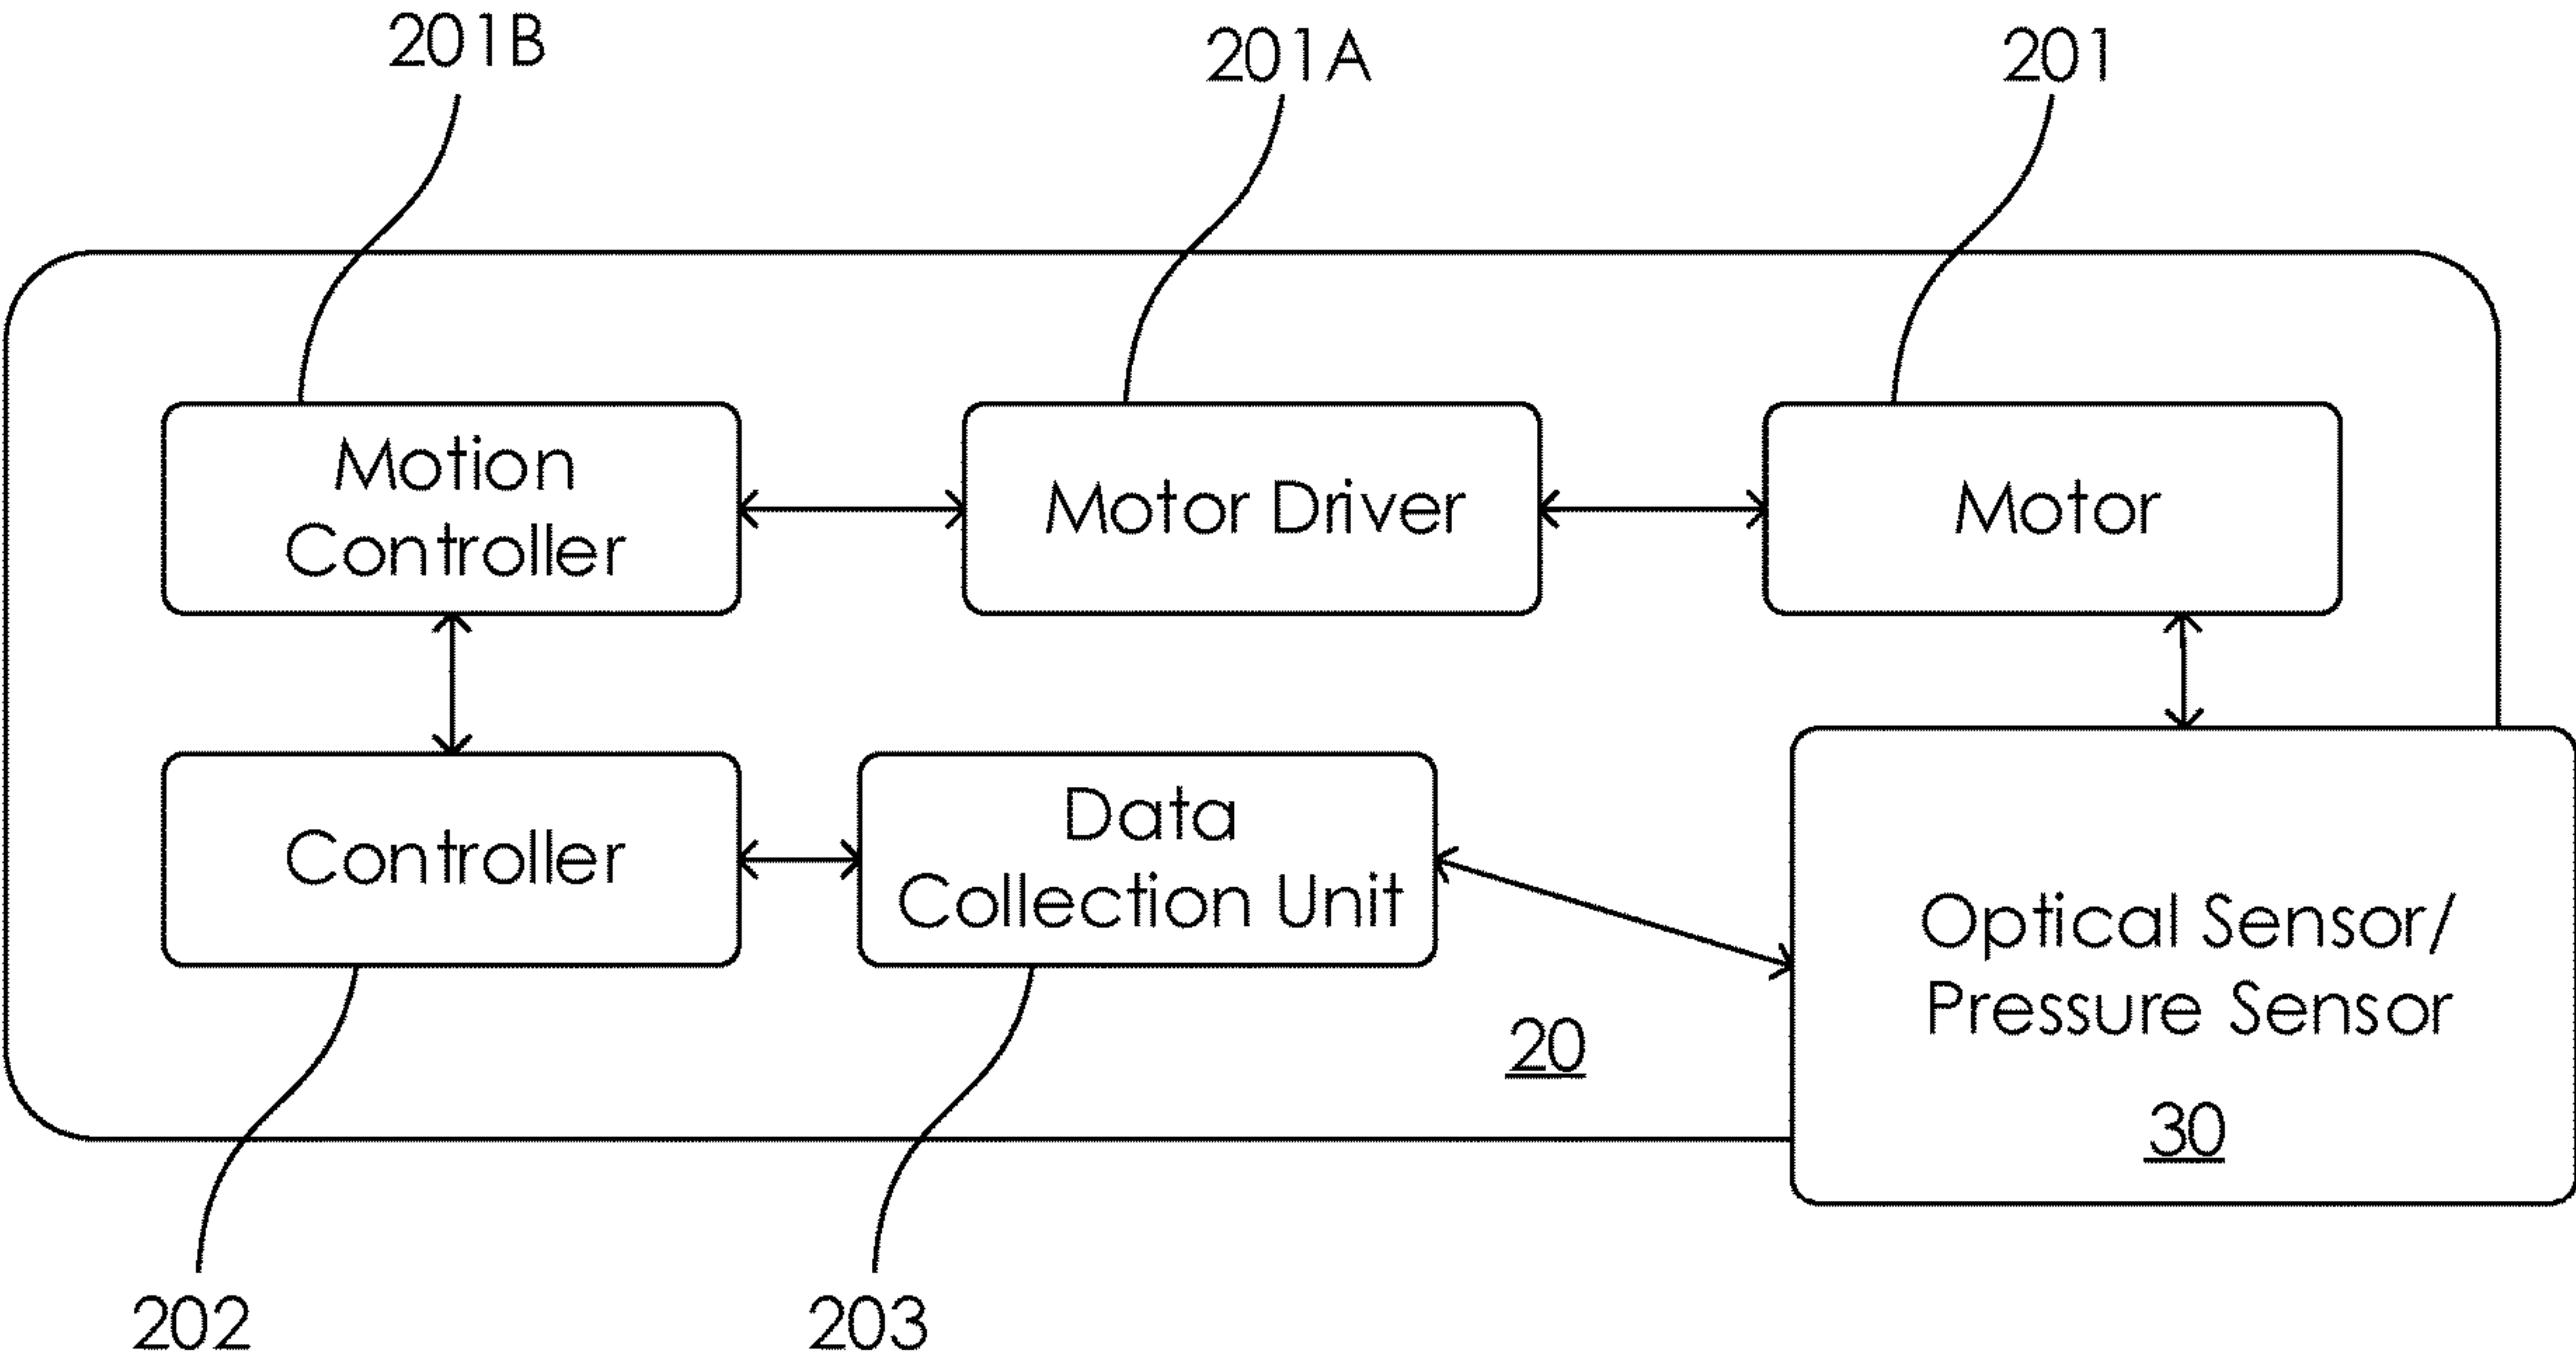 201B
201A
201
Motion
Controller
Motor Driver
Motor
Controller
Data
Collection Unit
Optical Sensor/
Pressure Sensor
20
30
202
203